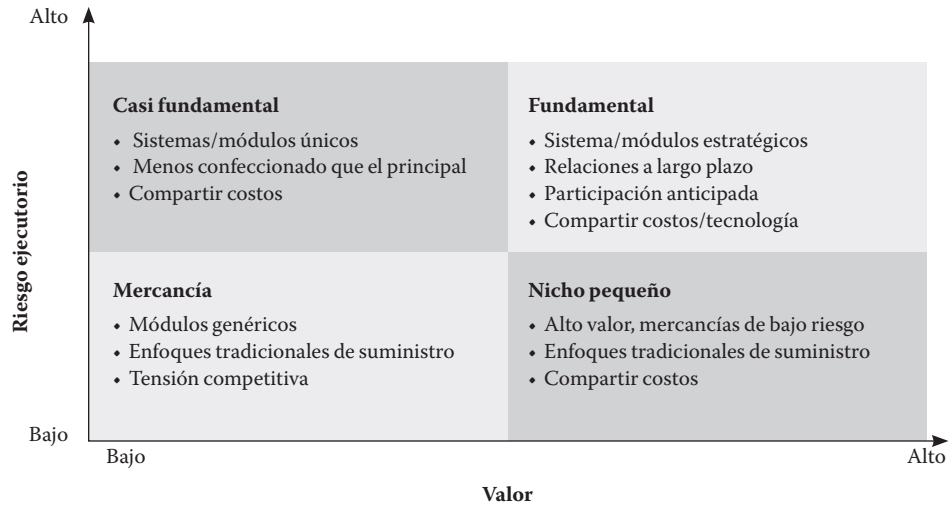 Alto
Casi fundamental
• Sistemas/módulos únicos
• Menos confeccionado que el principal
• Compartir costos
Fundamental
• Sistema/módulos estratégicos
• Relaciones a largo plazo
• Participación anticipada
• Compartir costos/tecnología
Riesgo ejecutorio
Mercancía
• Módulos genéricos
• Enfoques tradicionales de suministro
• Tensión competitiva
Nicho pequeño
• Alto valor, mercancías de bajo riesgo
• Enfoques tradicionales de suministro
• Compartir costos
Bajo
Bajo
Alto
Valor